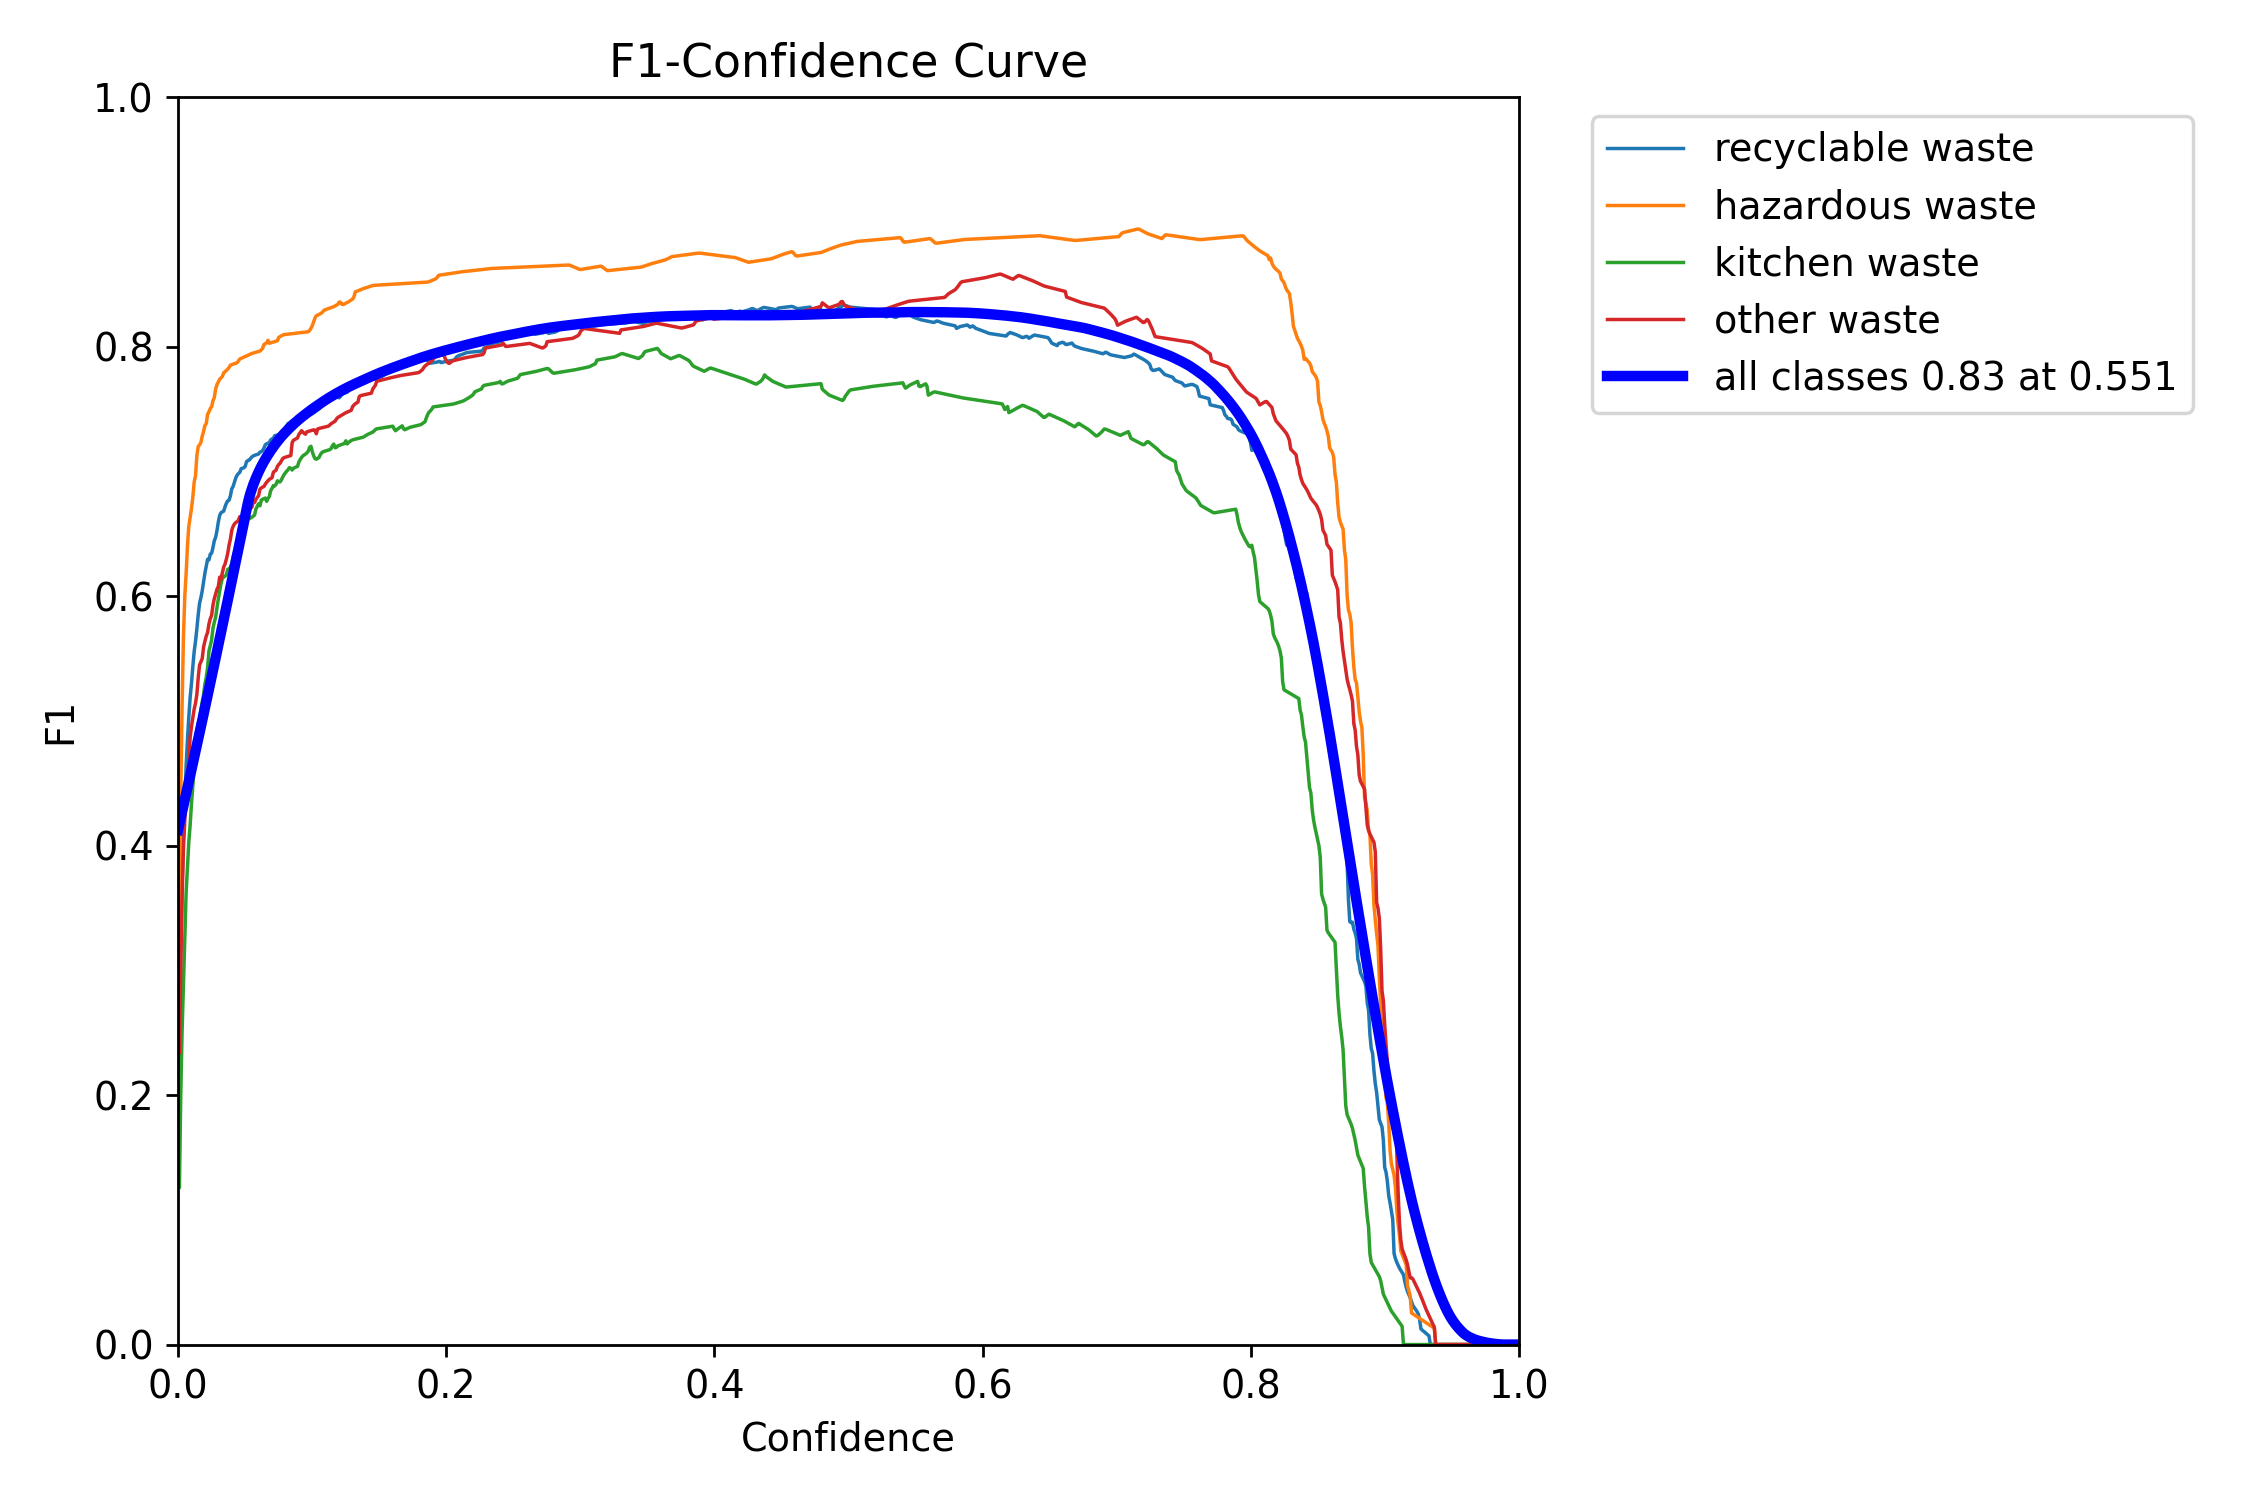 F1-Confidence Curve
1.0
0.8
0.6
0.4
0.2
0.0
F1
0.0 0.2 0.4 0.6 0.8 1.0
Confidence
recyclable waste
hazardous waste
kitchen waste
other waste
all classes 0.83 at 0.551